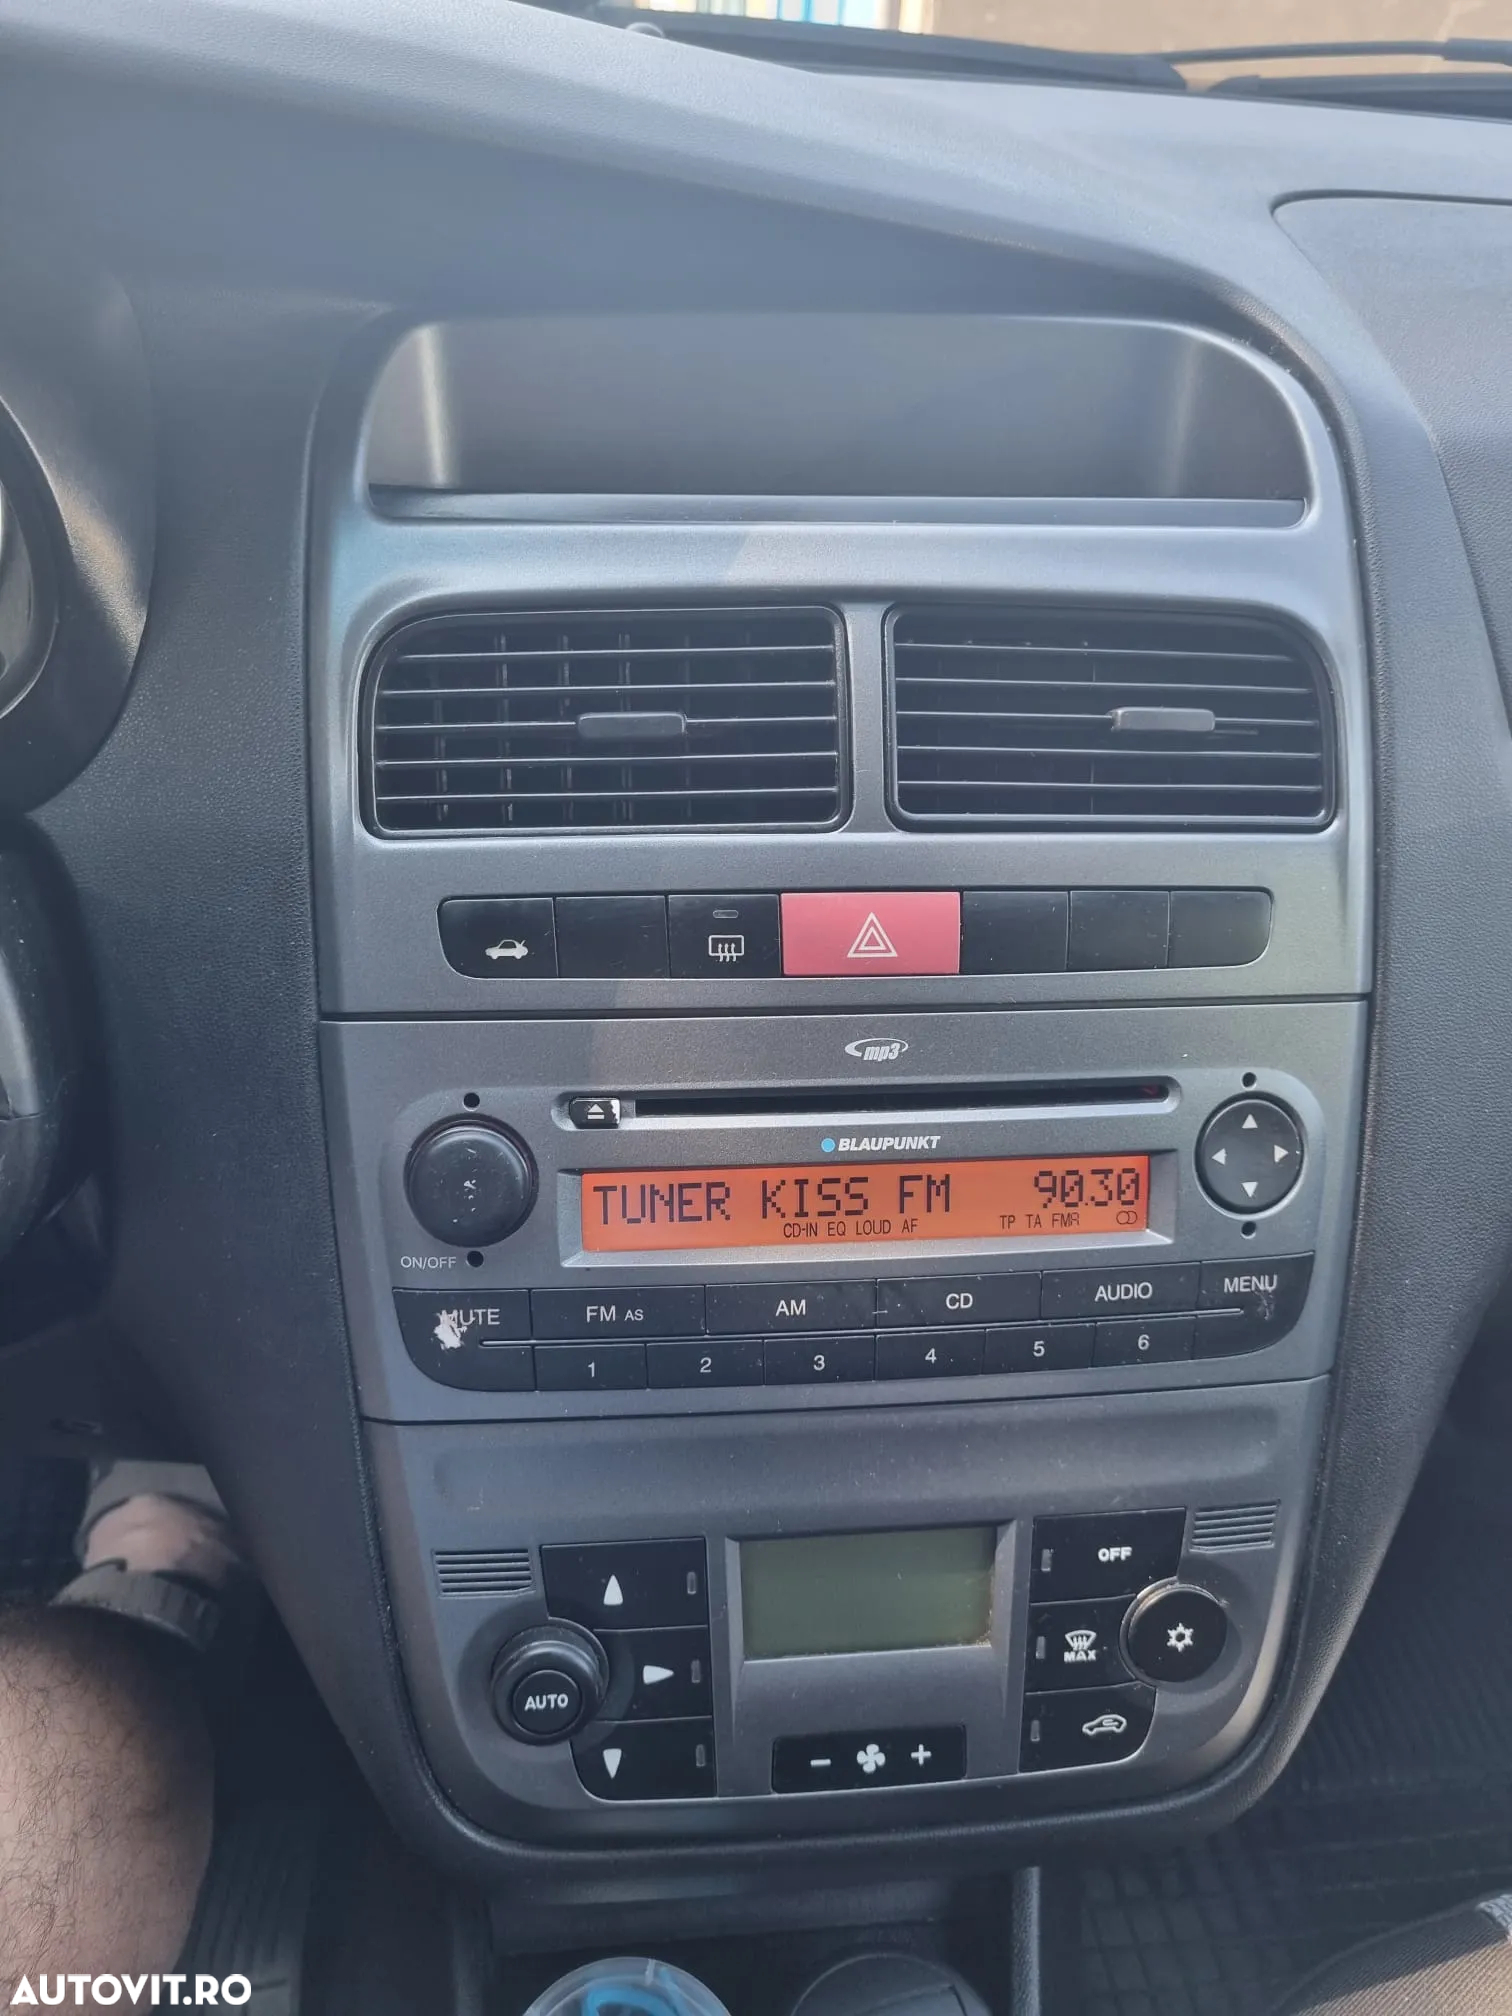 mp3
BLAUPUNKT
TUNER KISS FM 90.30
CD-IN EQ LOUD AF TP TA FMR
ON/OFF
MUTE FM AS AM CD AUDIO MENU
1 2 3 4 5 6
OFF
MAX
AUTO
- +
AUTOVIT.RO